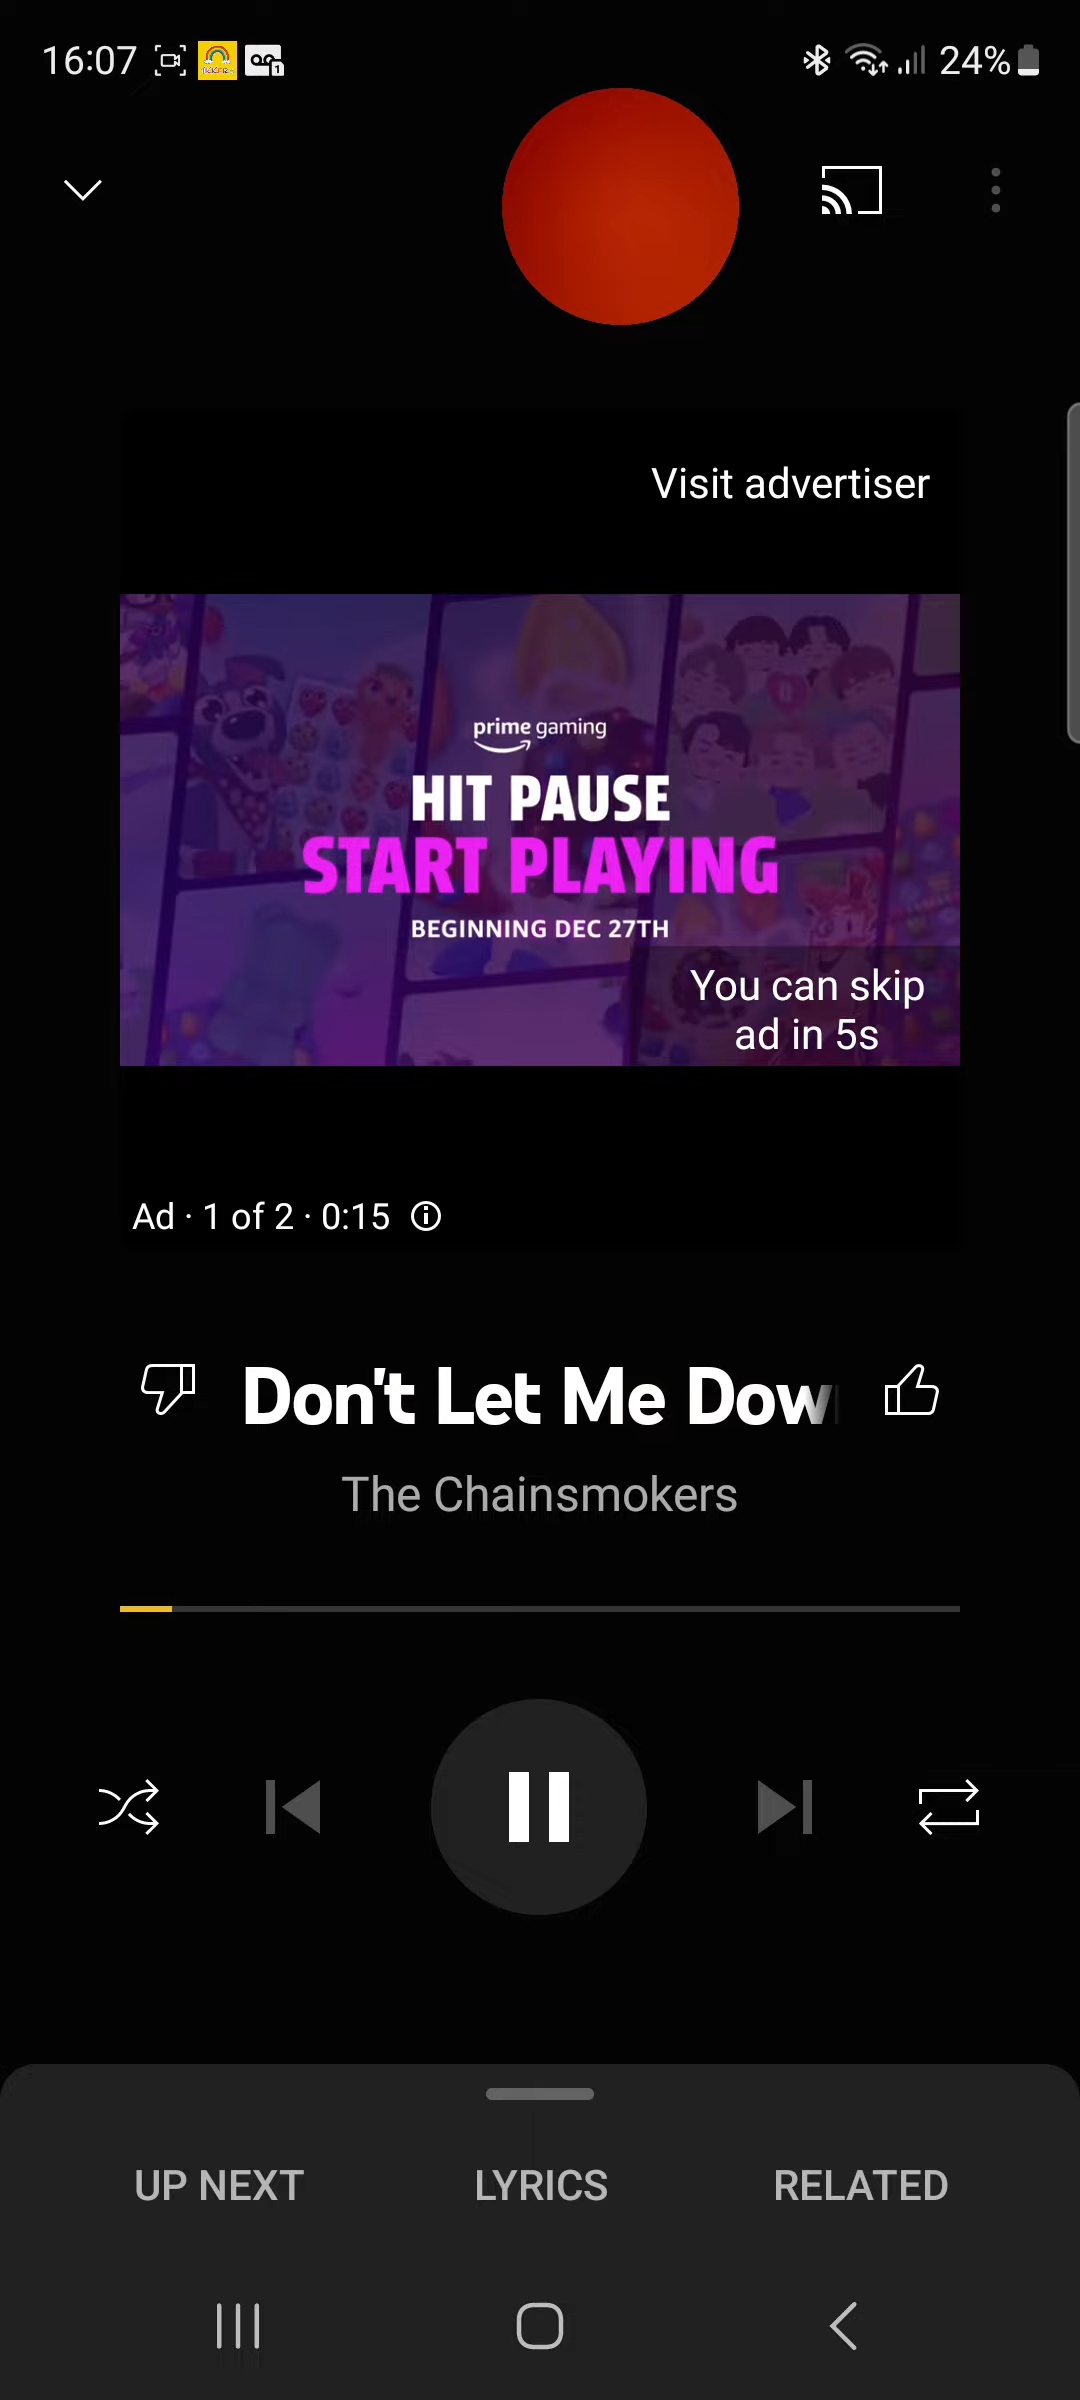 16:07
24%
Visit advertiser
prime gaming
HIT PAUSE
START PLAYING
BEGINNING DEC 27TH
You can skip
ad in 5s
Ad · 1 of 2 · 0:15
Don't Let Me Dow
The Chainsmokers
UP NEXT
LYRICS
RELATED